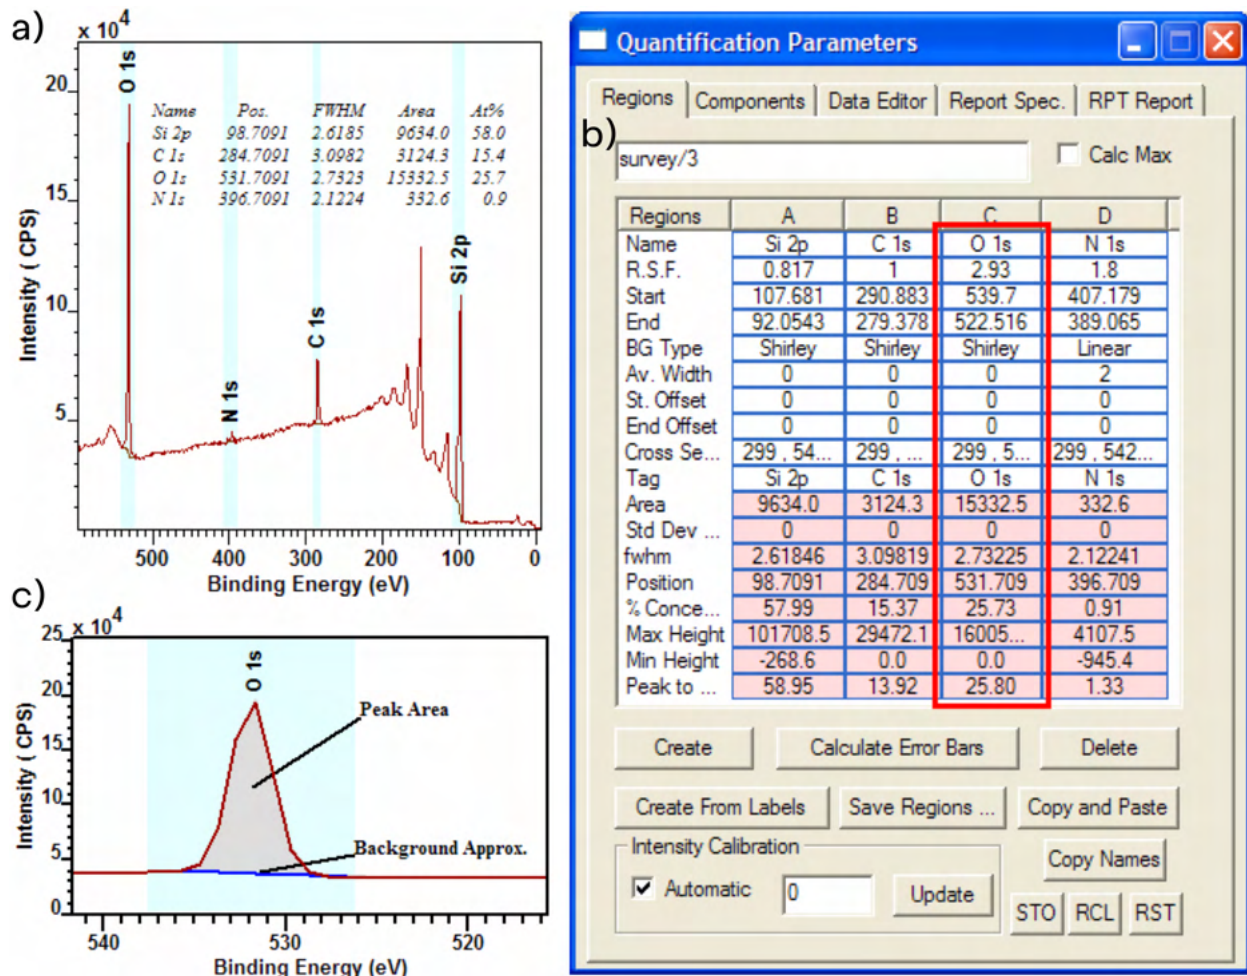 a)
x 10⁴
20
15
10
5
Intensity ( CPS)
O 1s
N 1s
C 1s
Si 2p
Name Pos. FWHM Area At%
Si 2p 98.7091 2.6185 9634.0 58.0
C 1s 284.7091 3.0982 3124.3 15.4
O 1s 531.7091 2.7323 15332.5 25.7
N 1s 396.7091 2.1224 332.6 0.9
500 400 300 200 100 0
Binding Energy (eV)
Quantification Parameters
Regions Components Data Editor Report Spec. RPT Report
b)
survey/3 Calc Max
Regions A B C D
Name Si 2p C 1s O 1s N 1s
R.S.F. 0.817 1 2.93 1.8
Start 107.681 290.883 539.7 407.179
End 92.0543 279.378 522.516 389.065
BG Type Shirley Shirley Shirley Linear
Av. Width 0 0 0 2
St. Offset 0 0 0 0
End Offset 0 0 0 0
Cross Se... 299 , 54... 299 , ... 299 , 5... 299 , 542...
Tag Si 2p C 1s O 1s N 1s
Area 9634.0 3124.3 15332.5 332.6
Std Dev ... 0 0 0 0
fwhm 2.61846 3.09819 2.73225 2.12241
Position 98.7091 284.709 531.709 396.709
% Conce... 57.99 15.37 25.73 0.91
Max Height 101708.5 29472.1 16005... 4107.5
Min Height -268.6 0.0 0.0 -945.4
Peak to ... 58.95 13.92 25.80 1.33
Create Calculate Error Bars Delete
Create From Labels Save Regions ... Copy and Paste
Intensity Calibration
Automatic 0 Update
Copy Names
STO RCL RST
c)
x 10⁴
25
20
15
10
5
0
Intensity ( CPS)
O 1s
Peak Area
Background Approx.
540 530 520
Binding Energy (eV)